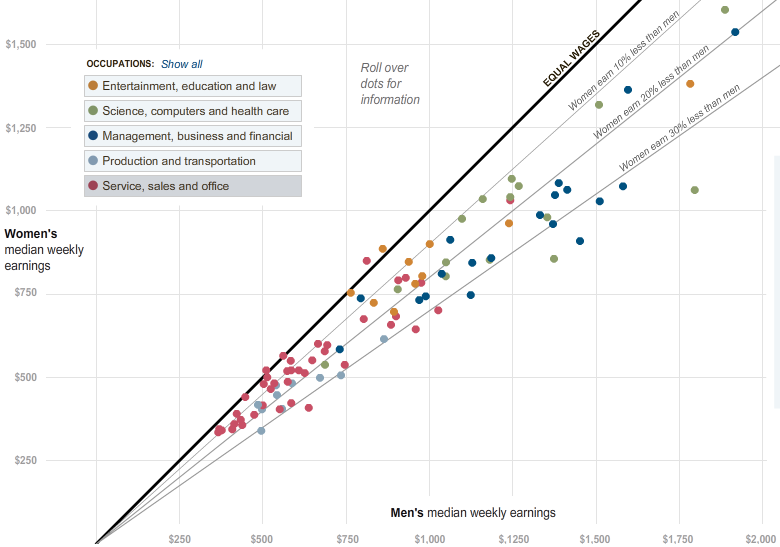 $1,500
$1,250
$1,000
$750
$500
$250
OCCUPATIONS: Show all
Entertainment, education and law
Science, computers and health care
Management, business and financial
Production and transportation
Service, sales and office
Roll over
dots for
information
EQUAL WAGES
Women earn 10% less than men
Women earn 20% less than men
Women earn 30% less than men
Women's
median weekly
earnings
Men's median weekly earnings
$250
$500
$750
$1,000
$,1250
$1,500
$1,750
$2,000